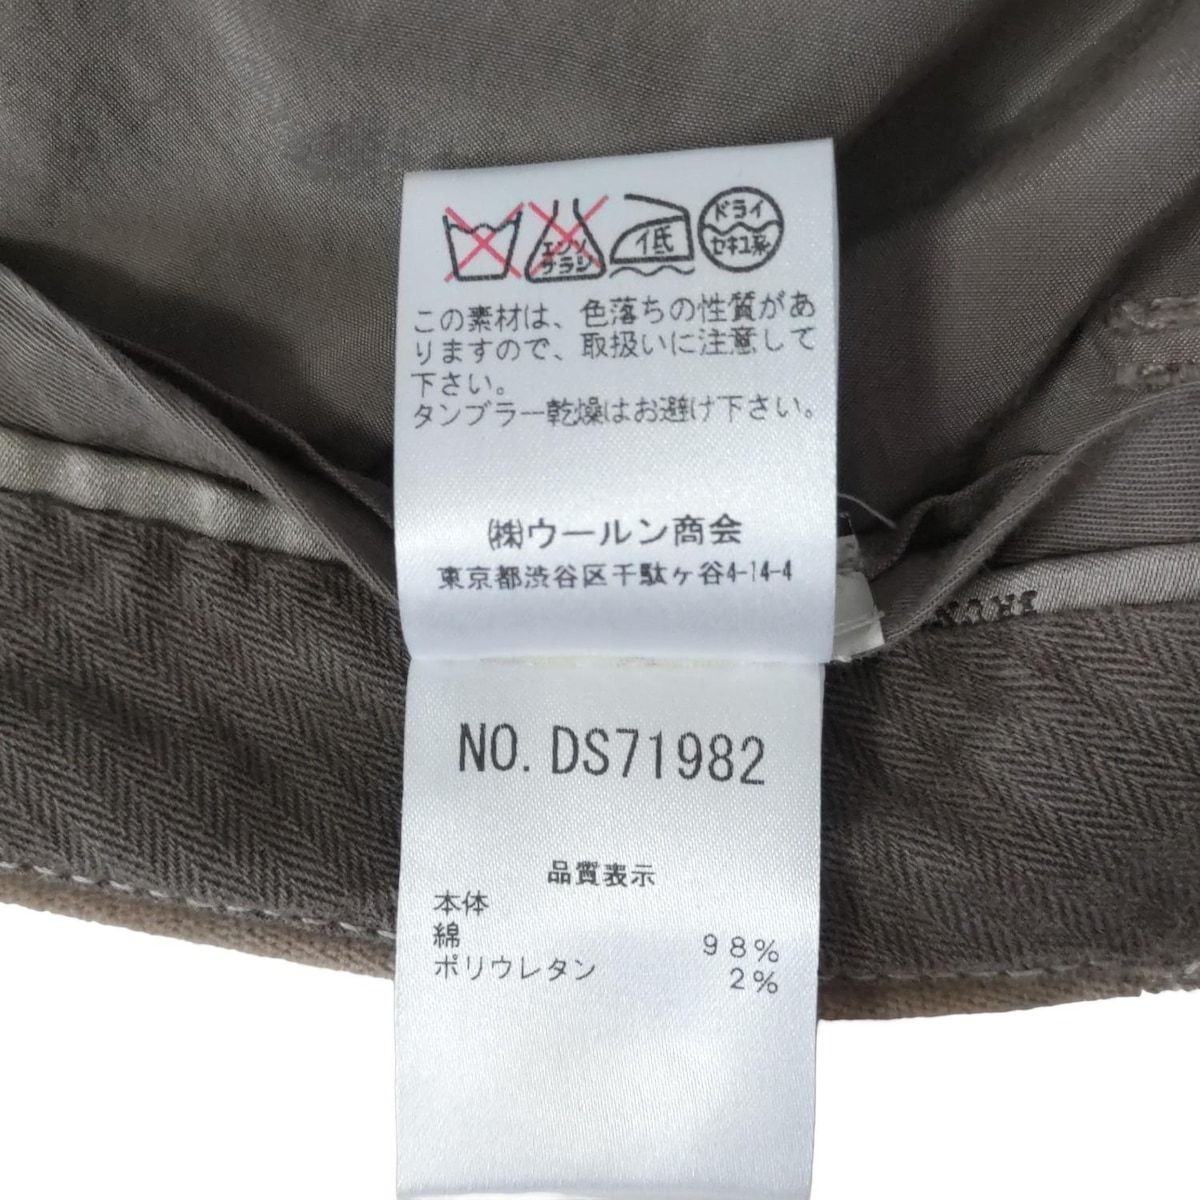 エンソ
サラシ
低
ドライ
セキユ系
この素材は、色落ちの性質があ
りますので、取扱いに注意して
下さい。
タンブラー乾燥はお避け下さい。
㈱ウールン商会
東京都渋谷区千駄ヶ谷4-14-4
NO. DS71982
品質表示
本体
綿 98%
ポリウレタン 2%